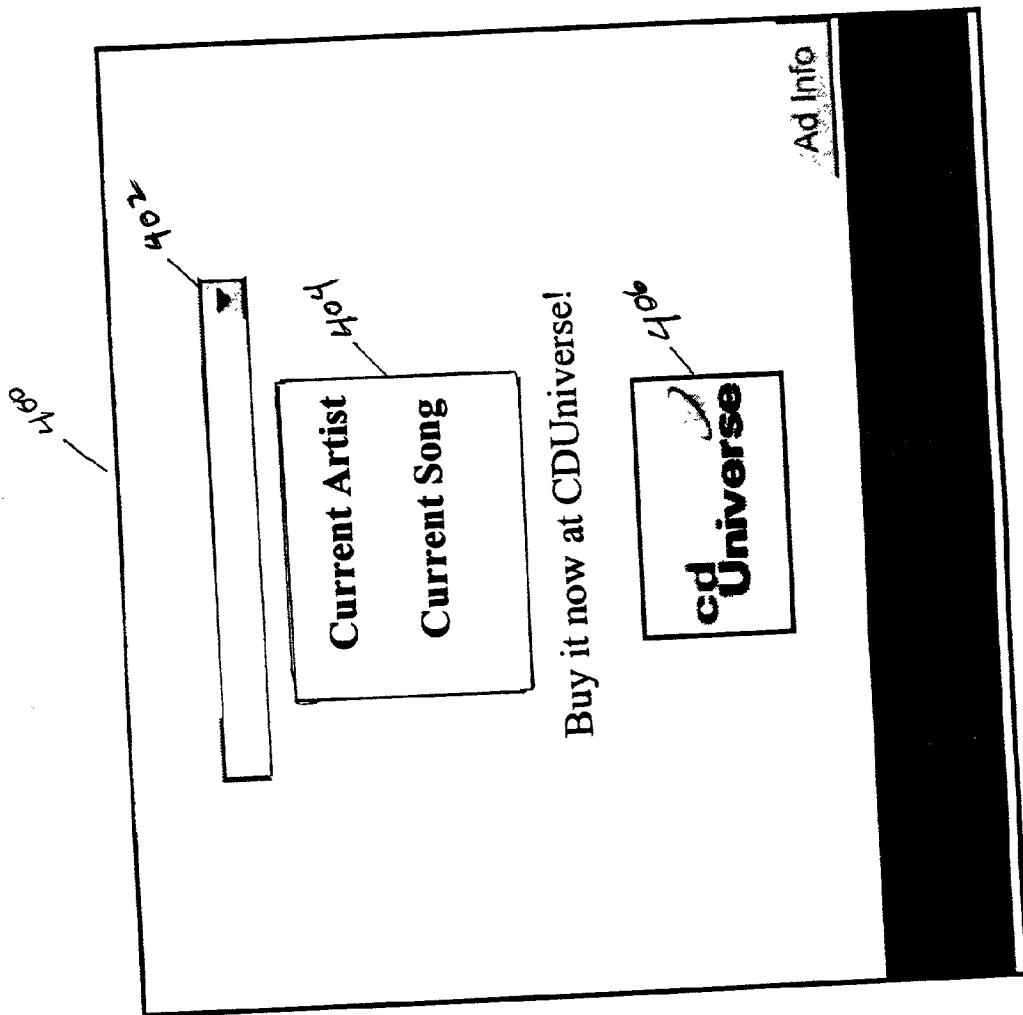 400
402
Current Artist
404
Current Song
Buy it now at CDUniverse!
406
cd
Universe
Ad Info